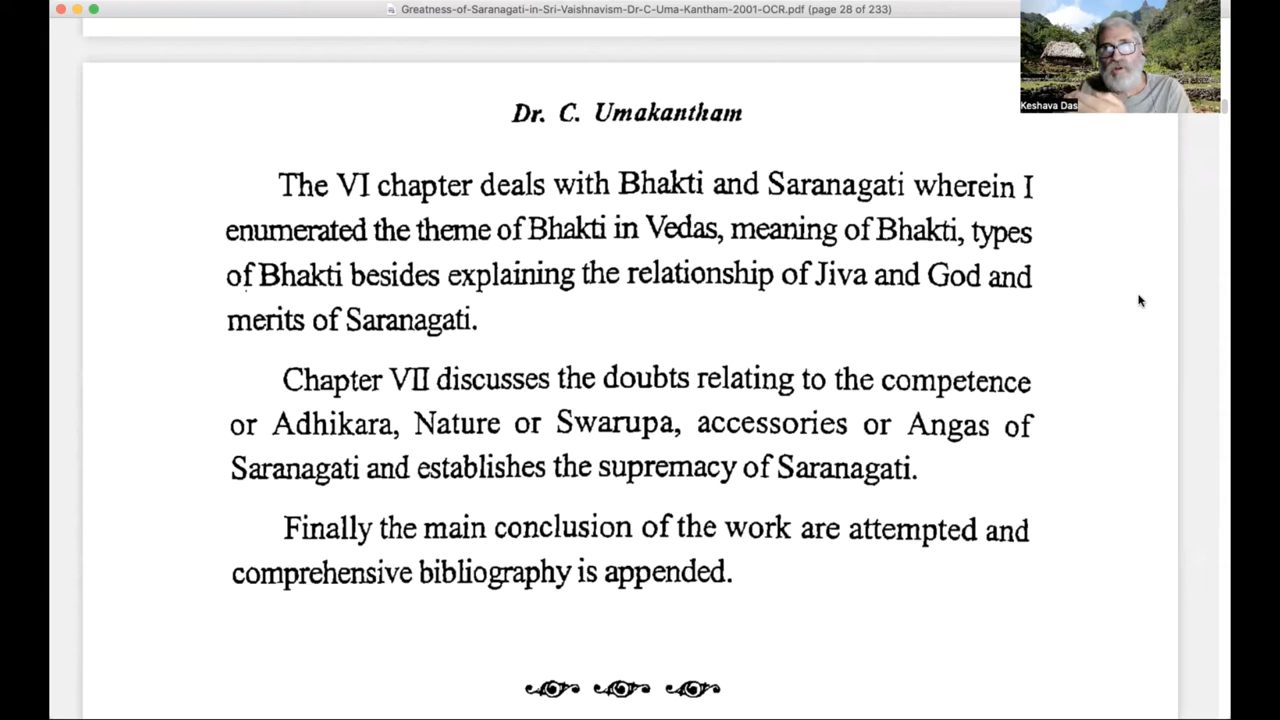 Greatness-of-Saranagati-in-Sri-Vaishnavism-Dr-C-Uma-Kantham-2001-OCR.pdf (page 28 of 233)
Keshava Das
Dr. C. Umakantham
The VI chapter deals with Bhakti and Saranagati wherein I
enumerated the theme of Bhakti in Vedas, meaning of Bhakti, types
of Bhakti besides explaining the relationship of Jiva and God and
merits of Saranagati.
Chapter VII discusses the doubts relating to the competence
or Adhikara, Nature or Swarupa, accessories or Angas of
Saranagati and establishes the supremacy of Saranagati.
Finally the main conclusion of the work are attempted and
comprehensive bibliography is appended.